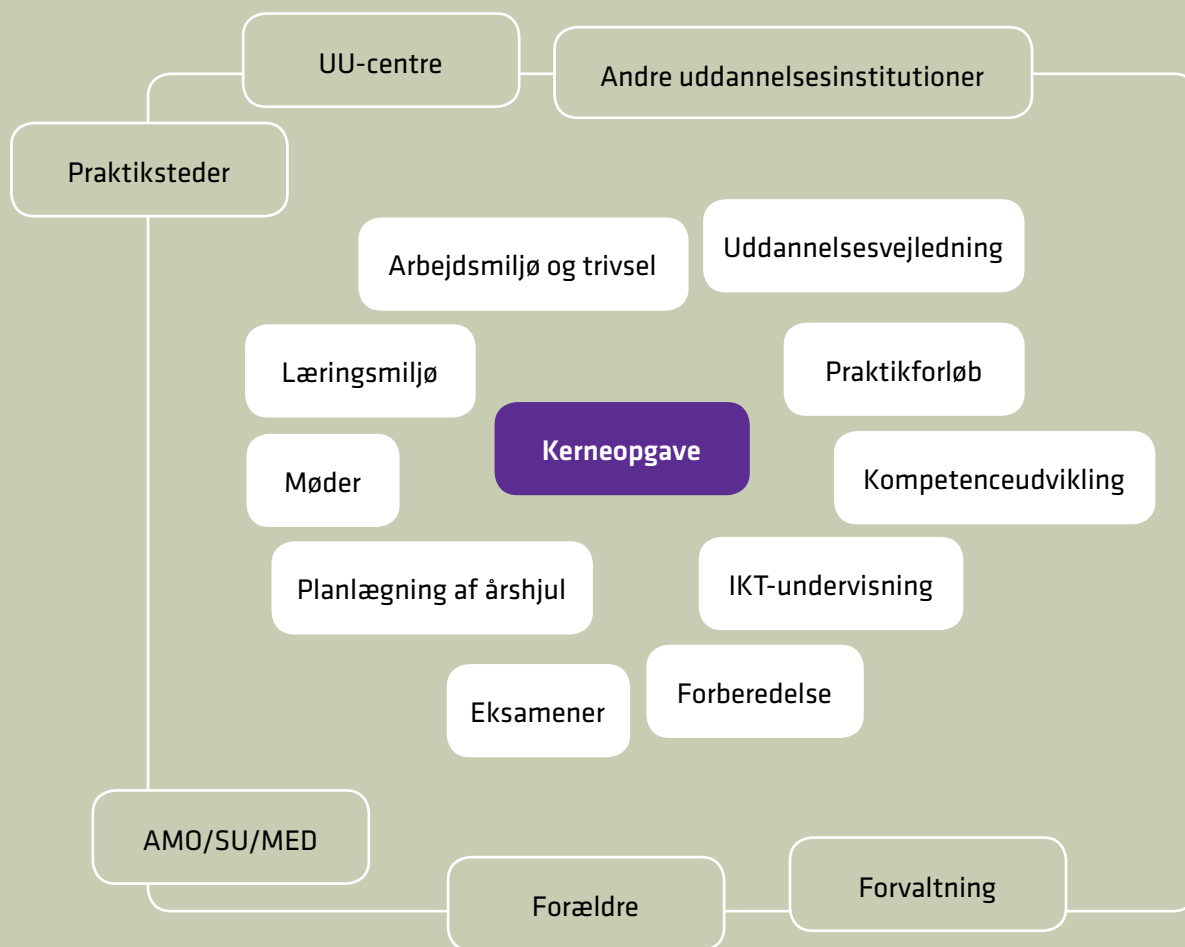 UU-centre
Andre uddannelsesinstitutioner
Praktiksteder
Arbejdsmiljø og trivsel
Uddannelsesvejledning
Læringsmiljø
Praktikforløb
Kerneopgave
Møder
Kompetenceudvikling
Planlægning af årshjul
IKT-undervisning
Eksamener
Forberedelse
AMO/SU/MED
Forældre
Forvaltning